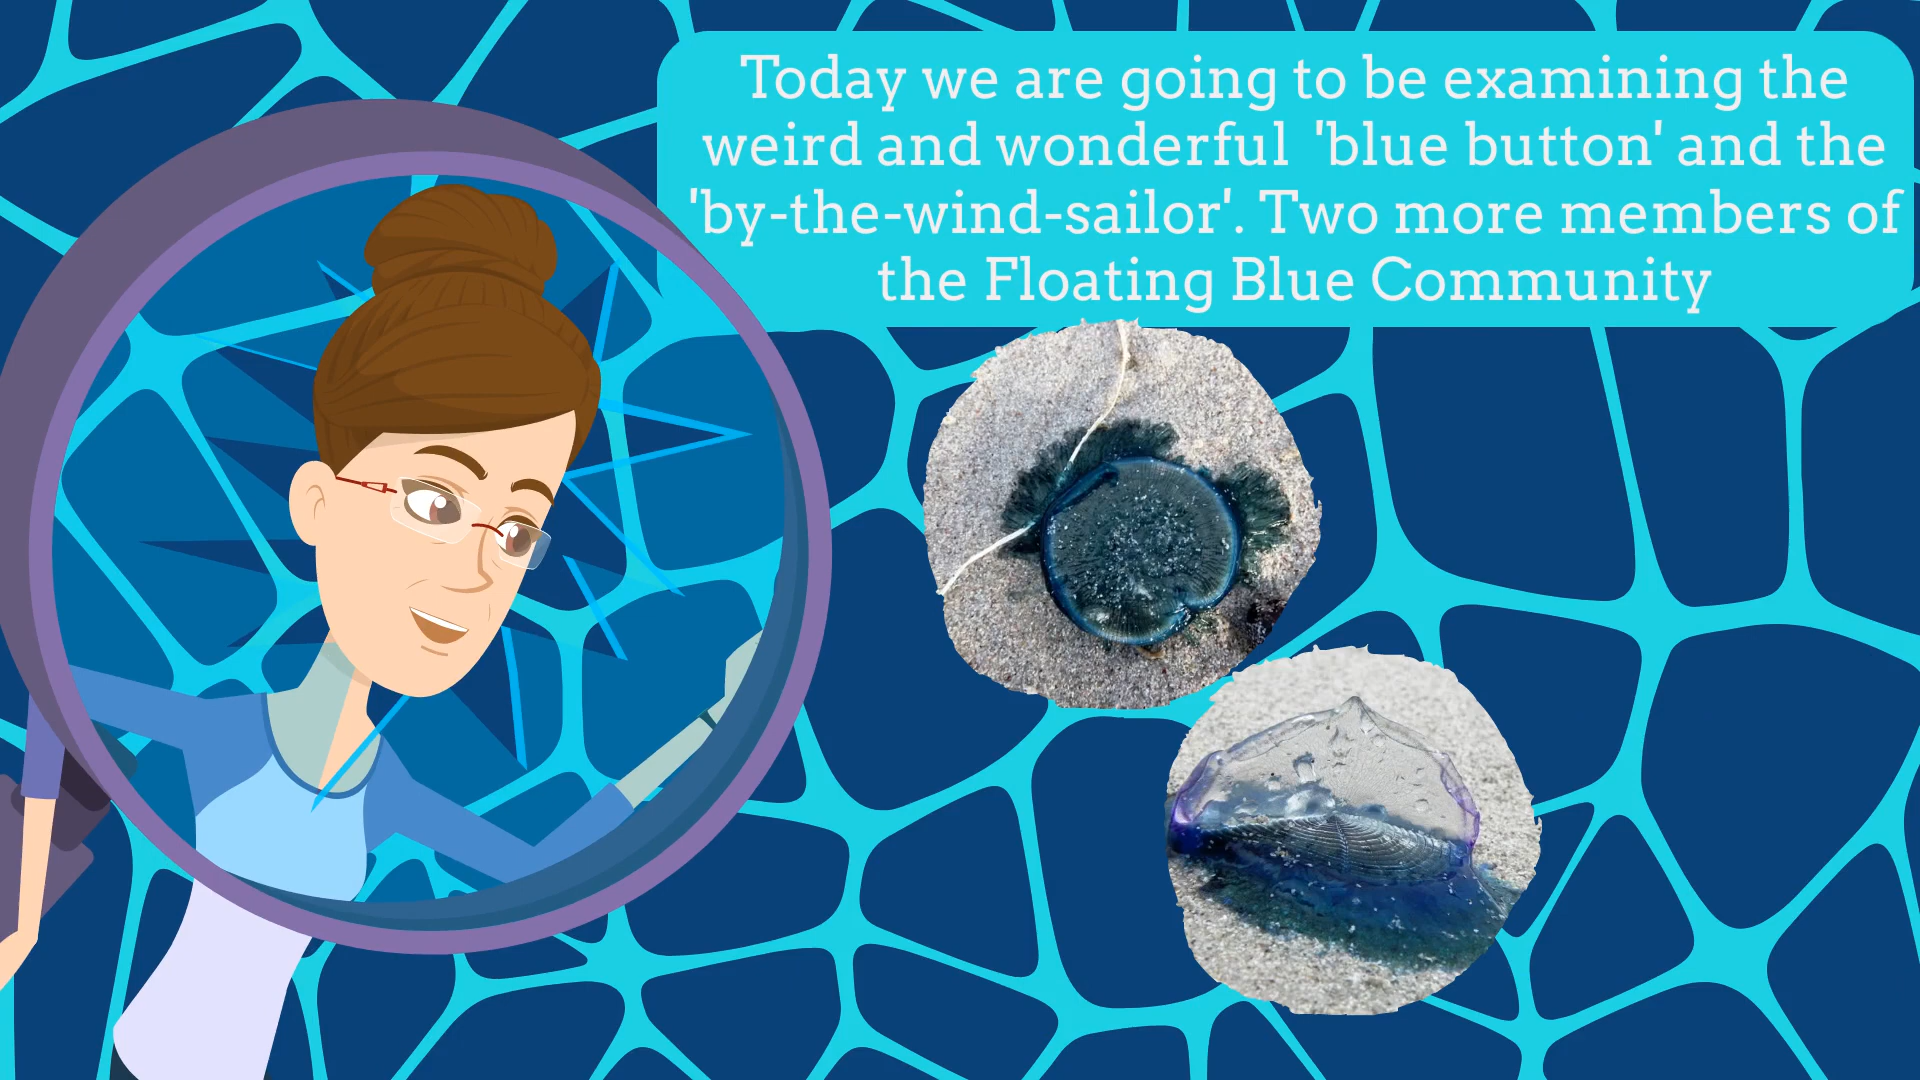 Today we are going to be examining the
weird and wonderful 'blue button' and the
'by-the-wind-sailor'. Two more members of
the Floating Blue Community